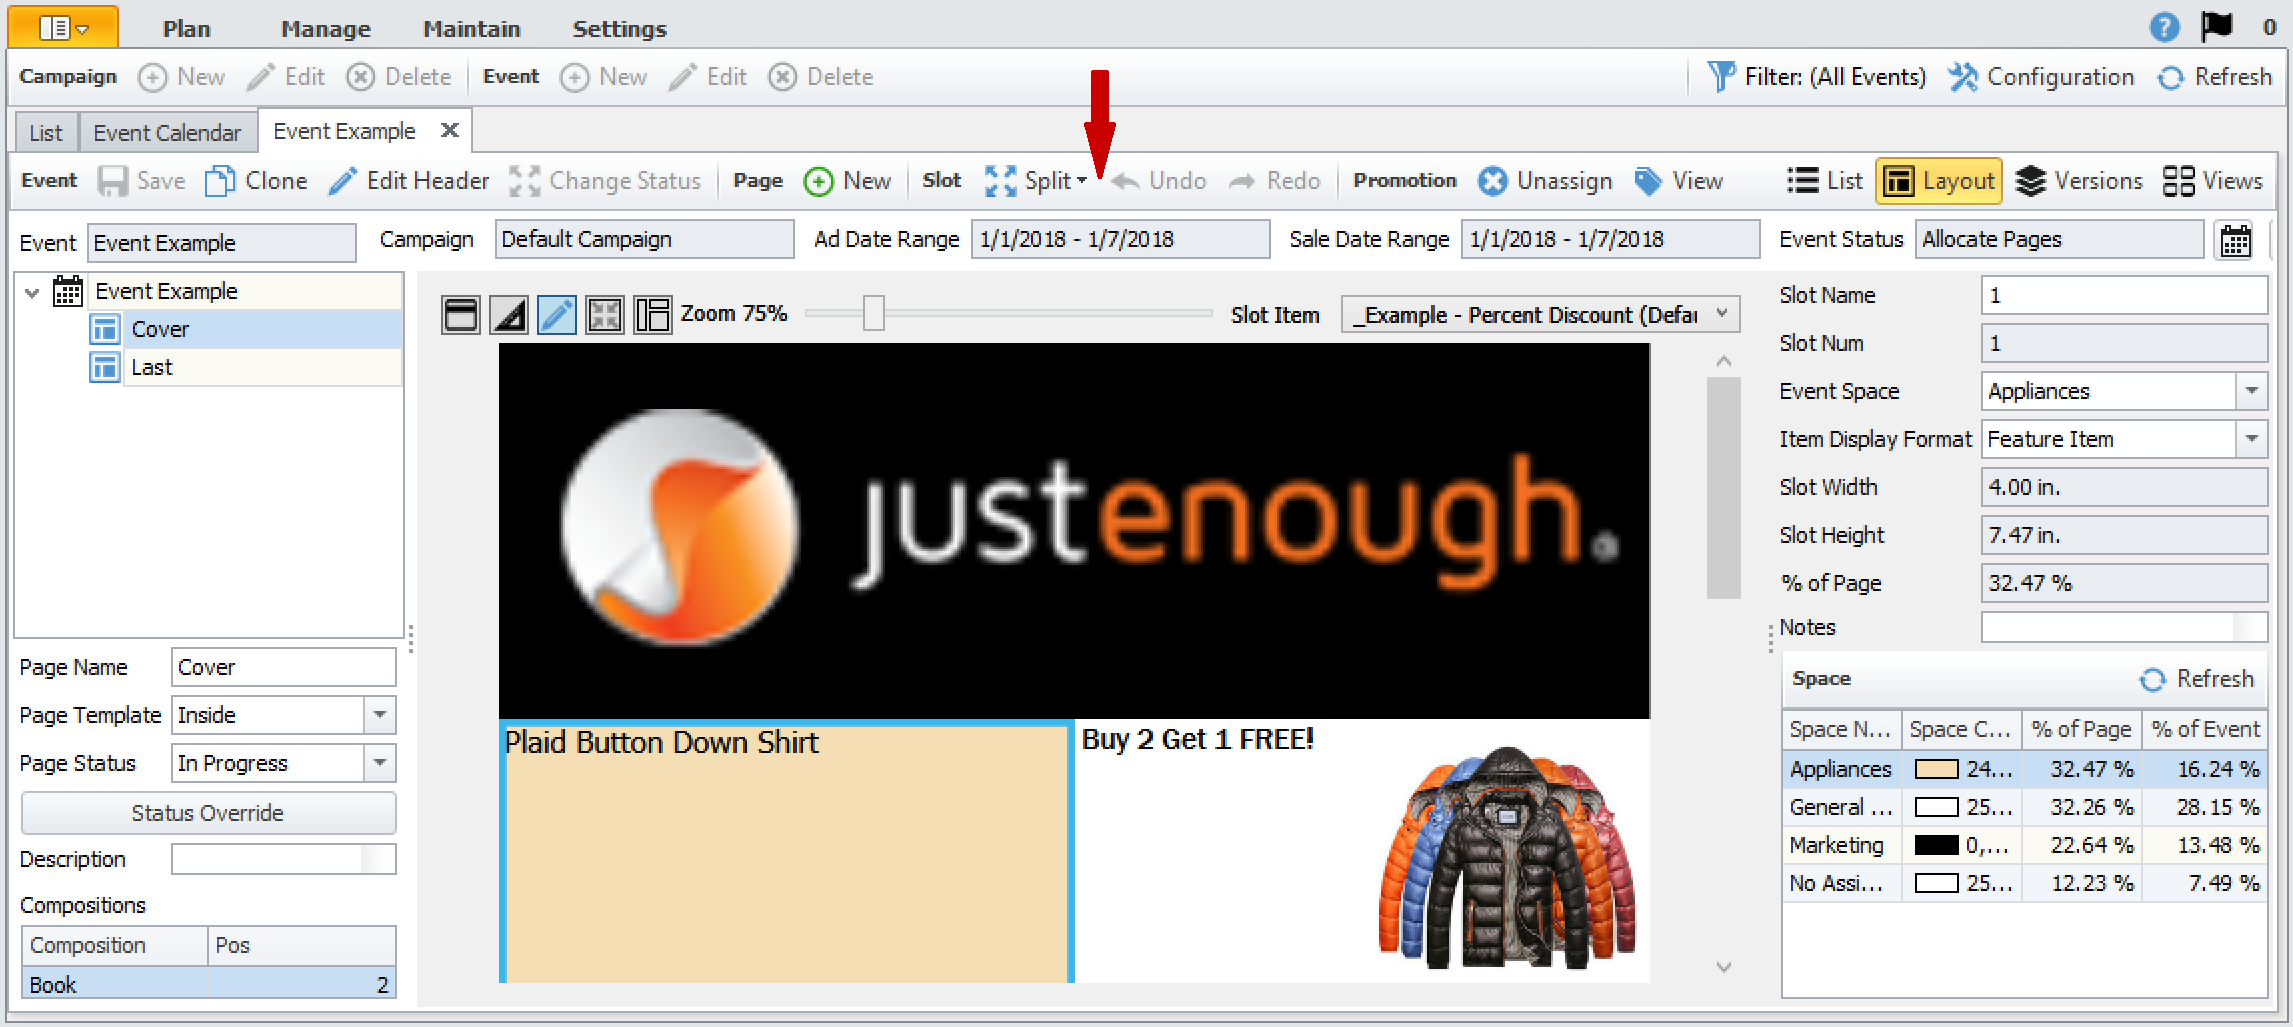 Plan Manage Maintain Settings 0
Campaign New Edit Delete Event New Edit Delete Filter: (All Events) Configuration Refresh
List Event Calendar Event Example
Event Save Clone Edit Header Change Status Page New Slot Split Undo Redo Promotion Unassign View List Layout Versions Views
Event Event Example Campaign Default Campaign Ad Date Range 1/1/2018 - 1/7/2018 Sale Date Range 1/1/2018 - 1/7/2018 Event Status Allocate Pages
Event Example
Cover
Last
Page Name Cover
Page Template Inside
Page Status In Progress
Status Override
Description
Compositions
Composition Pos
Book 2
Zoom 75% Slot Item _Example - Percent Discount (Defau
justenough.
Plaid Button Down Shirt
Buy 2 Get 1 FREE!
Slot Name 1
Slot Num 1
Event Space Appliances
Item Display Format Feature Item
Slot Width 4.00 in.
Slot Height 7.47 in.
% of Page 32.47 %
Notes
Space Refresh
Space N... Space C... % of Page % of Event
Appliances 24... 32.47 % 16.24 %
General ... 25... 32.26 % 28.15 %
Marketing 0,... 22.64 % 13.48 %
No Assi... 25... 12.23 % 7.49 %